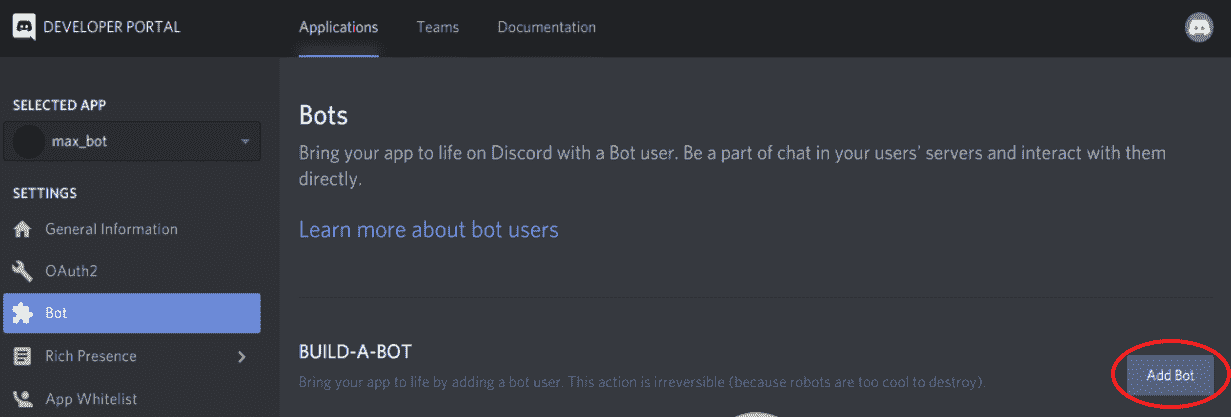 DEVELOPER PORTAL
Applications
Teams
Documentation
SELECTED APP
max_bot
SETTINGS
General Information
OAuth2
Bot
Rich Presence
App Whitelist
Bots
Bring your app to life on Discord with a Bot user. Be a part of chat in your users' servers and interact with them
directly.
Learn more about bot users
BUILD-A-BOT
Bring your app to life by adding a bot user. This action is irreversible (because robots are too cool to destroy).
Add Bot